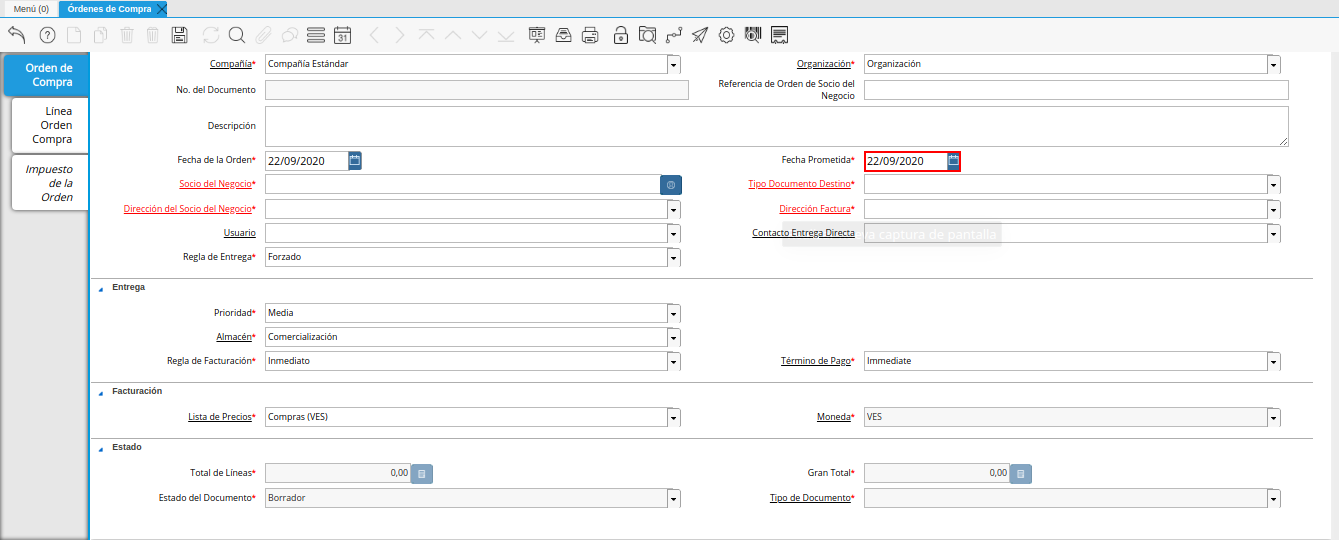 Menú (0)
Órdenes de Compra
31
Orden de
Compra
Línea
Orden
Compra
Impuesto
de la
Orden
Compañía* Compañía Estándar
Organización* Organización
No. del Documento
Referencia de Orden de Socio del
Negocio
Descripción
Fecha de la Orden* 22/09/2020
Fecha Prometida* 22/09/2020
Socio del Negocio*
Tipo Documento Destino*
Dirección del Socio del Negocio*
Dirección Factura*
Usuario
Contacto Entrega Directa
captura de pantalla
Regla de Entrega* Forzado
Entrega
Prioridad* Media
Almacén* Comercialización
Regla de Facturación* Inmediato
Término de Pago* Immediate
Facturación
Lista de Precios* Compras (VES)
Moneda* VES
Estado
Total de Líneas* 0,00
Gran Total* 0,00
Estado del Documento* Borrador
Tipo de Documento*